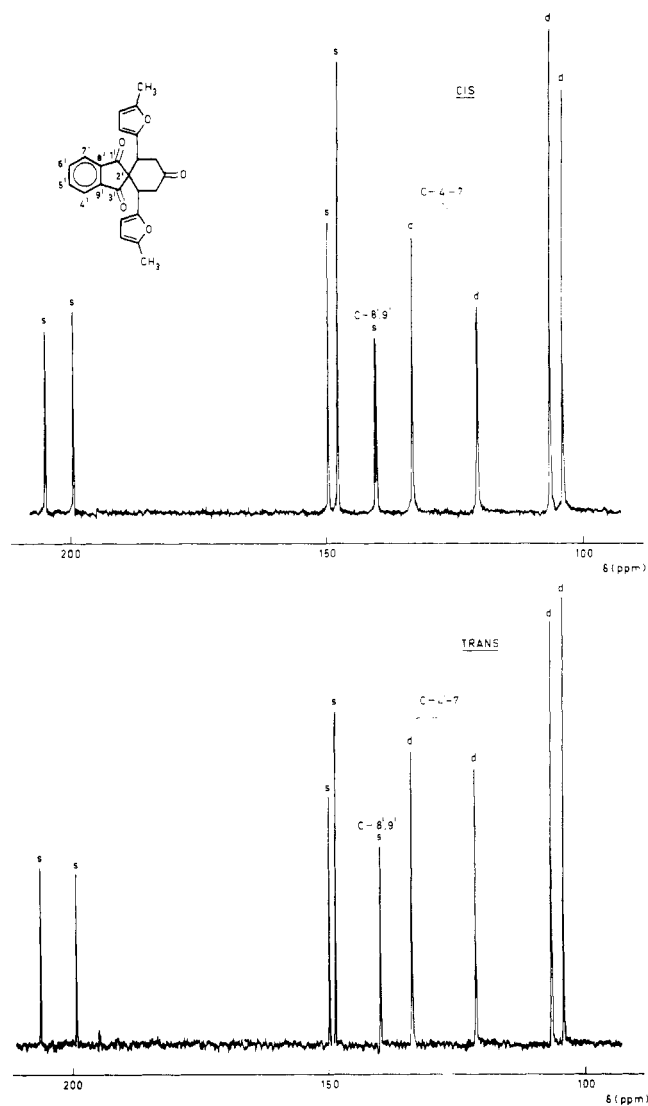 CIS
d
d
s
CH₃
O
O
7'
8'
1'
6'
2'
O
5'
9'
3'
4'
O
O
CH₃
s
C-4-7
d
C-8',9'
s
s
s
200
150
100
δ(ppm)
TRANS
d
d
s
C-4'-7
d
d
s
C-8',9'
s
s
s
200
150
100
δ(ppm)